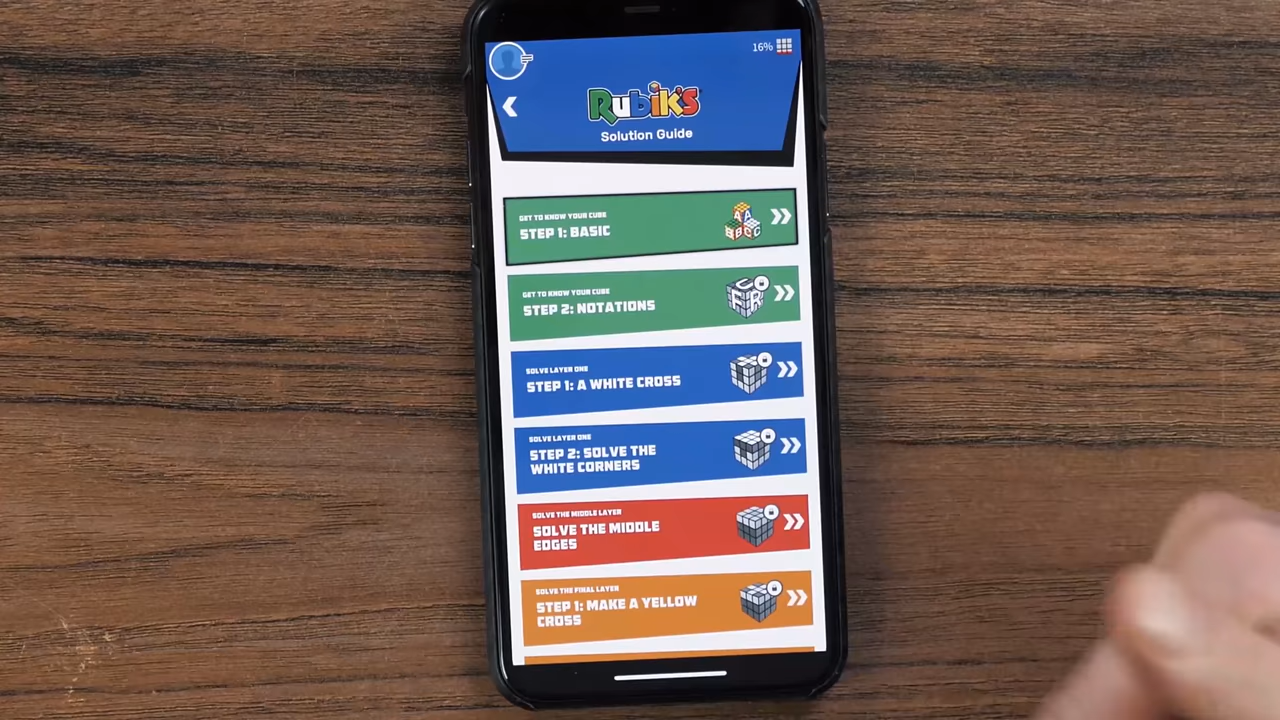 16%
Rubik's
Solution Guide
GET TO KNOW YOUR CUBE
STEP 1: BASIC
GET TO KNOW YOUR CUBE
STEP 2: NOTATIONS
SOLVE LAYER ONE
STEP 1: A WHITE CROSS
SOLVE LAYER ONE
STEP 2: SOLVE THE
WHITE CORNERS
SOLVE THE MIDDLE LAYER
SOLVE THE MIDDLE
EDGES
SOLVE THE FINAL LAYER
STEP 1: MAKE A YELLOW
CROSS